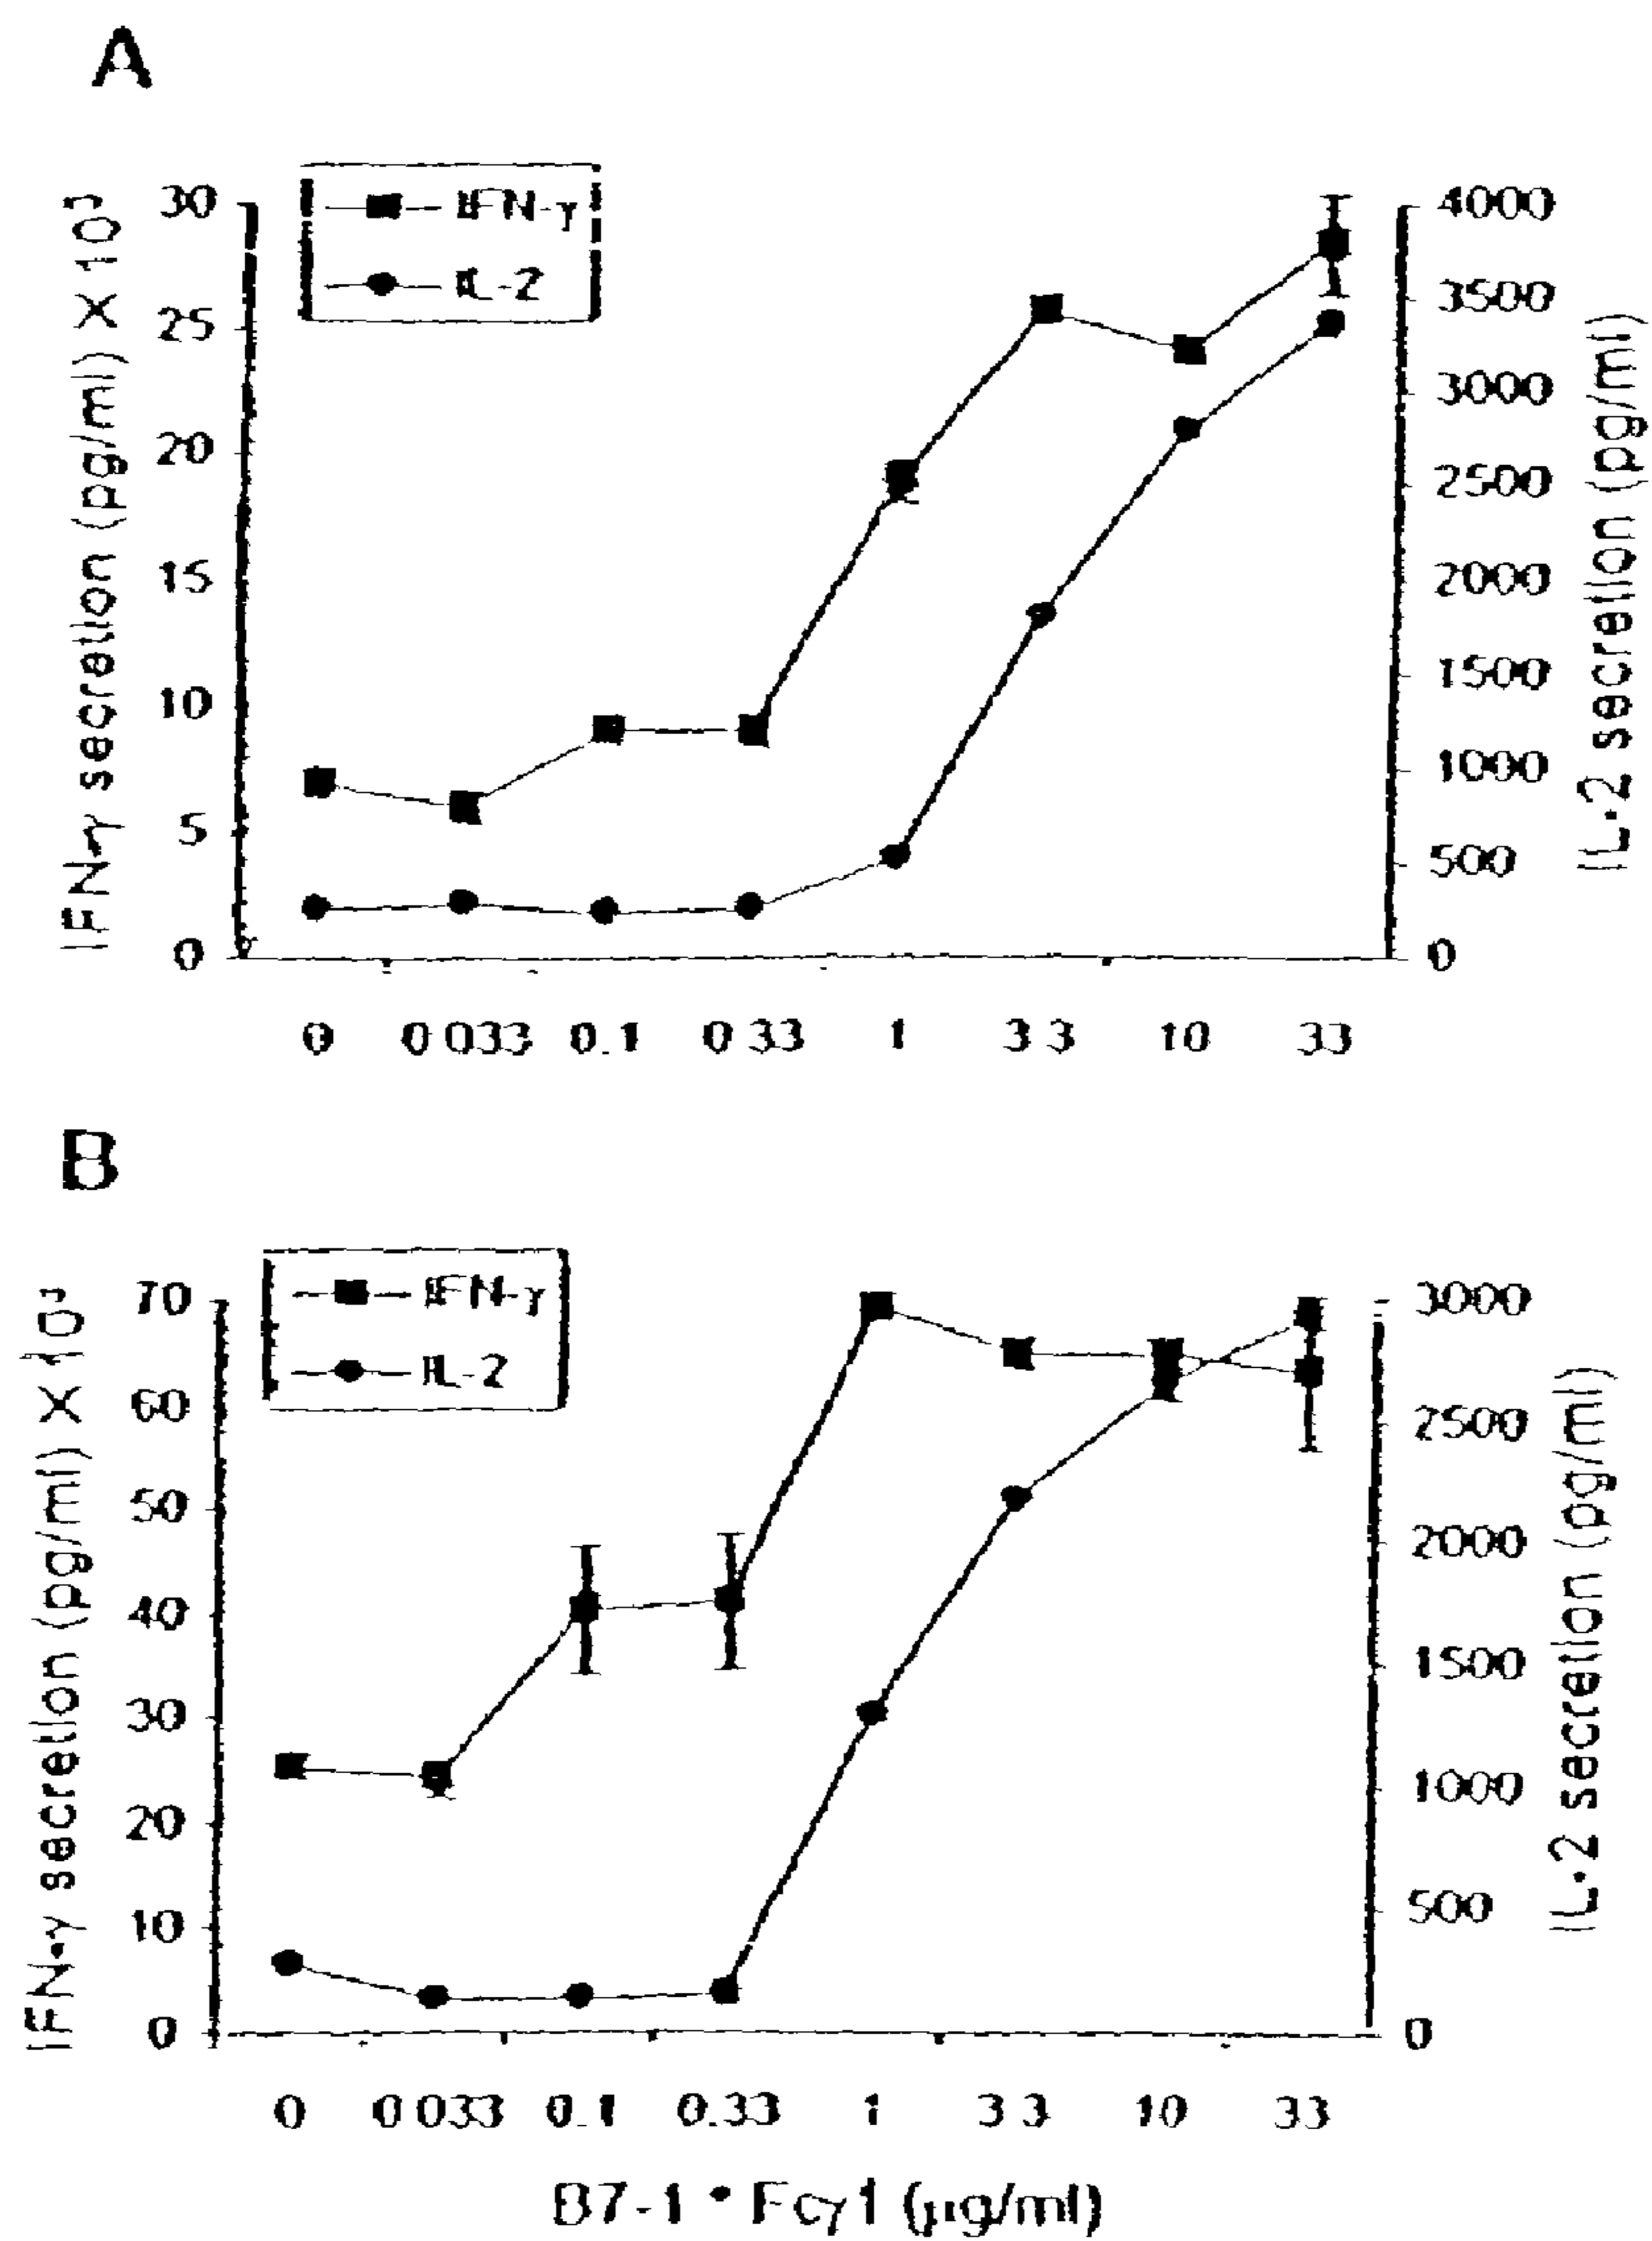 A
IFN-γ secretion (pg/ml) X 10³
30
25
20
15
10
5
0
IFN-γ
IL-2
4000
3500
3000
2500
2000
1500
1000
500
0
IL-2 secretion (pg/ml)
0 0 033 0.1 0 33 1 3 3 10 33
B
IFN-γ secretion (pg/ml) X 10³
70
60
50
40
30
20
10
0
IFN-γ
IL-2
3000
2500
2000
1500
1000
500
0
IL-2 secretion (pg/ml)
0 0 033 0.1 0.33 1 3 3 10 33
B7-1 • Fcγ1 (µg/ml)